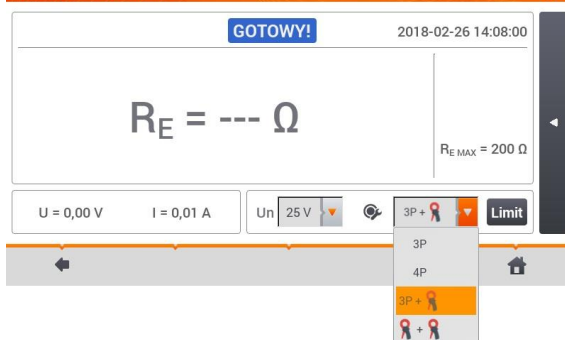 GOTOWY!
2018-02-26 14:08:00
RE = --- Ω
RE MAX = 200 Ω
U = 0,00 V I = 0,01 A Un 25 V 3P + Limit
3P
4P
3P +
+